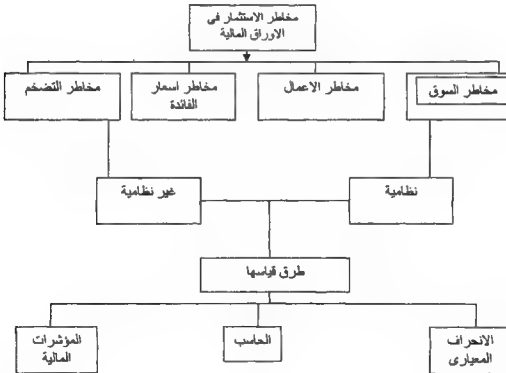 مخاطر الاستثمار فى
الاوراق المالية
مخاطر السوق
مخاطر الاعمال
مخاطر اسعار
الفائدة
مخاطر التضخم
نظامية
غير نظامية
طرق قياسها
الانحراف
المعيارى
الحاسب
المؤشرات
المالية